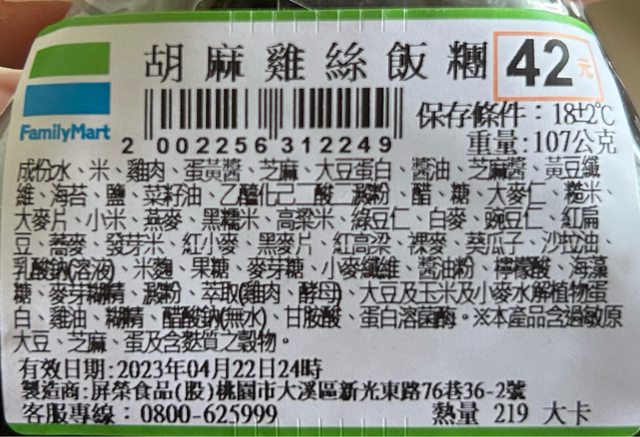 胡麻雞絲飯糰 42元
FamilyMart
2 002256 312249
保存條件：18±2℃
重量:107公克
成份水、米、雞肉、蛋黃醬、芝麻、大豆蛋白、醬油、芝麻醬、黃豆纖
維、海苔、鹽、菜籽油、乙醯化己二酸二澱粉、醋、糖、大麥仁、糙米、
大麥片、小米、燕麥、黑糯米、高粱米、綠豆仁、白麥、豌豆仁、紅扁
豆、蕎麥、發芽米、紅小麥、黑麥片、紅高粱、裸麥、葵瓜子、沙拉油、
乳酸鈉(溶液)、米麴、果糖、麥芽糖、小麥纖維、醬油粉、檸檬酸、海藻
糖、麥芽糊精、澱粉、萃取(雞肉、酵母)、大豆及玉米及小麥水解植物蛋
白、雞油、糊精、醋酸鈉(無水)、甘胺酸、蛋白溶菌酶。※本產品含過敏原
大豆、芝麻、蛋及含麩質之穀物。
有效日期:2023年04月22日24時
製造商:屏榮食品(股)桃園市大溪區新光東路76巷36-2號
客服專線：0800-625999 熱量 219 大卡